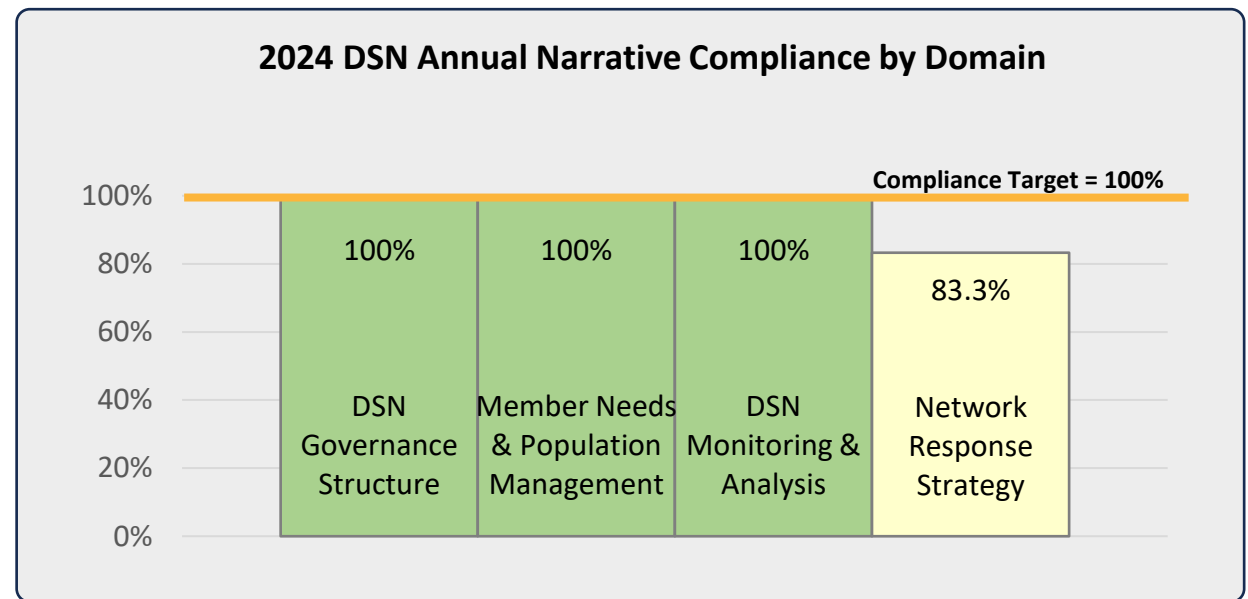 2024 DSN Annual Narrative Compliance by Domain
Compliance Target = 100%
100%
80%
60%
40%
20%
0%
100%
100%
100%
83.3%
DSN
Governance
Structure
Member Needs
& Population
Management
DSN
Monitoring &
Analysis
Network
Response
Strategy